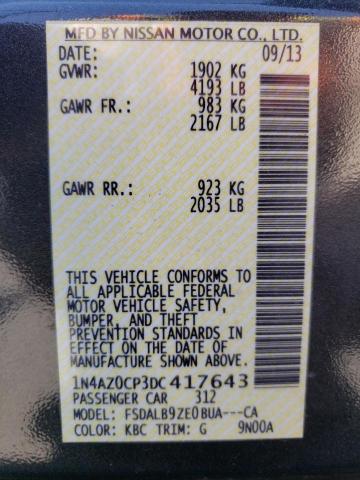 MFD BY NISSAN MOTOR CO., LTD.
DATE: 09/13
GVWR: 1902 KG
4193 LB
GAWR FR.: 983 KG
2167 LB
GAWR RR.: 923 KG
2035 LB
THIS VEHICLE CONFORMS TO
ALL APPLICABLE FEDERAL
MOTOR VEHICLE SAFETY,
BUMPER, AND THEFT
PREVENTION STANDARDS IN
EFFECT ON THE DATE OF
MANUFACTURE SHOWN ABOVE.
1N4AZ0CP3DC417643
PASSENGER CAR 312
MODEL: FSDALB9ZE0BUA---CA
COLOR: KBC TRIM: G 9N00A